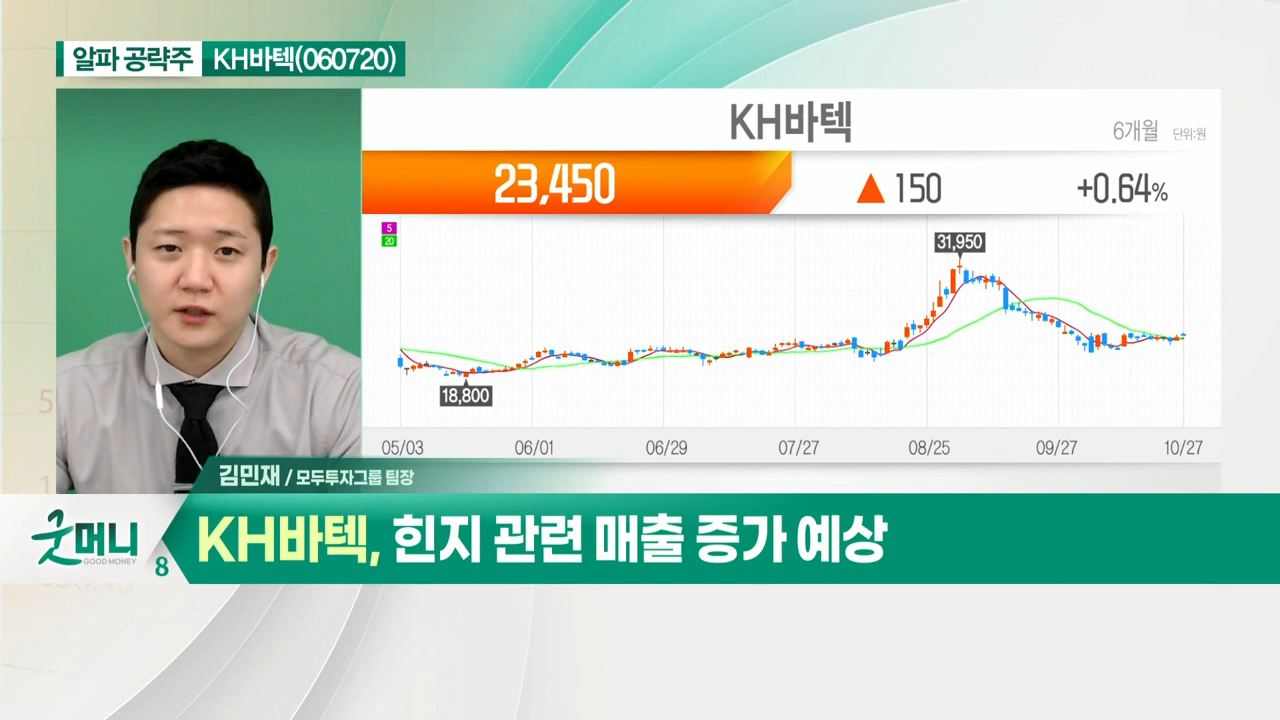 알파 공략주 KH바텍(060720)
KH바텍
6개월 단위:원
23,450 ▲ 150 +0.64%
5
20
31,950
18,800
05/03 06/01 06/29 07/27 08/25 09/27 10/27
김민재 / 모두투자그룹 팀장
KH바텍, 힌지 관련 매출 증가 예상
굿머니
GOOD MONEY
8